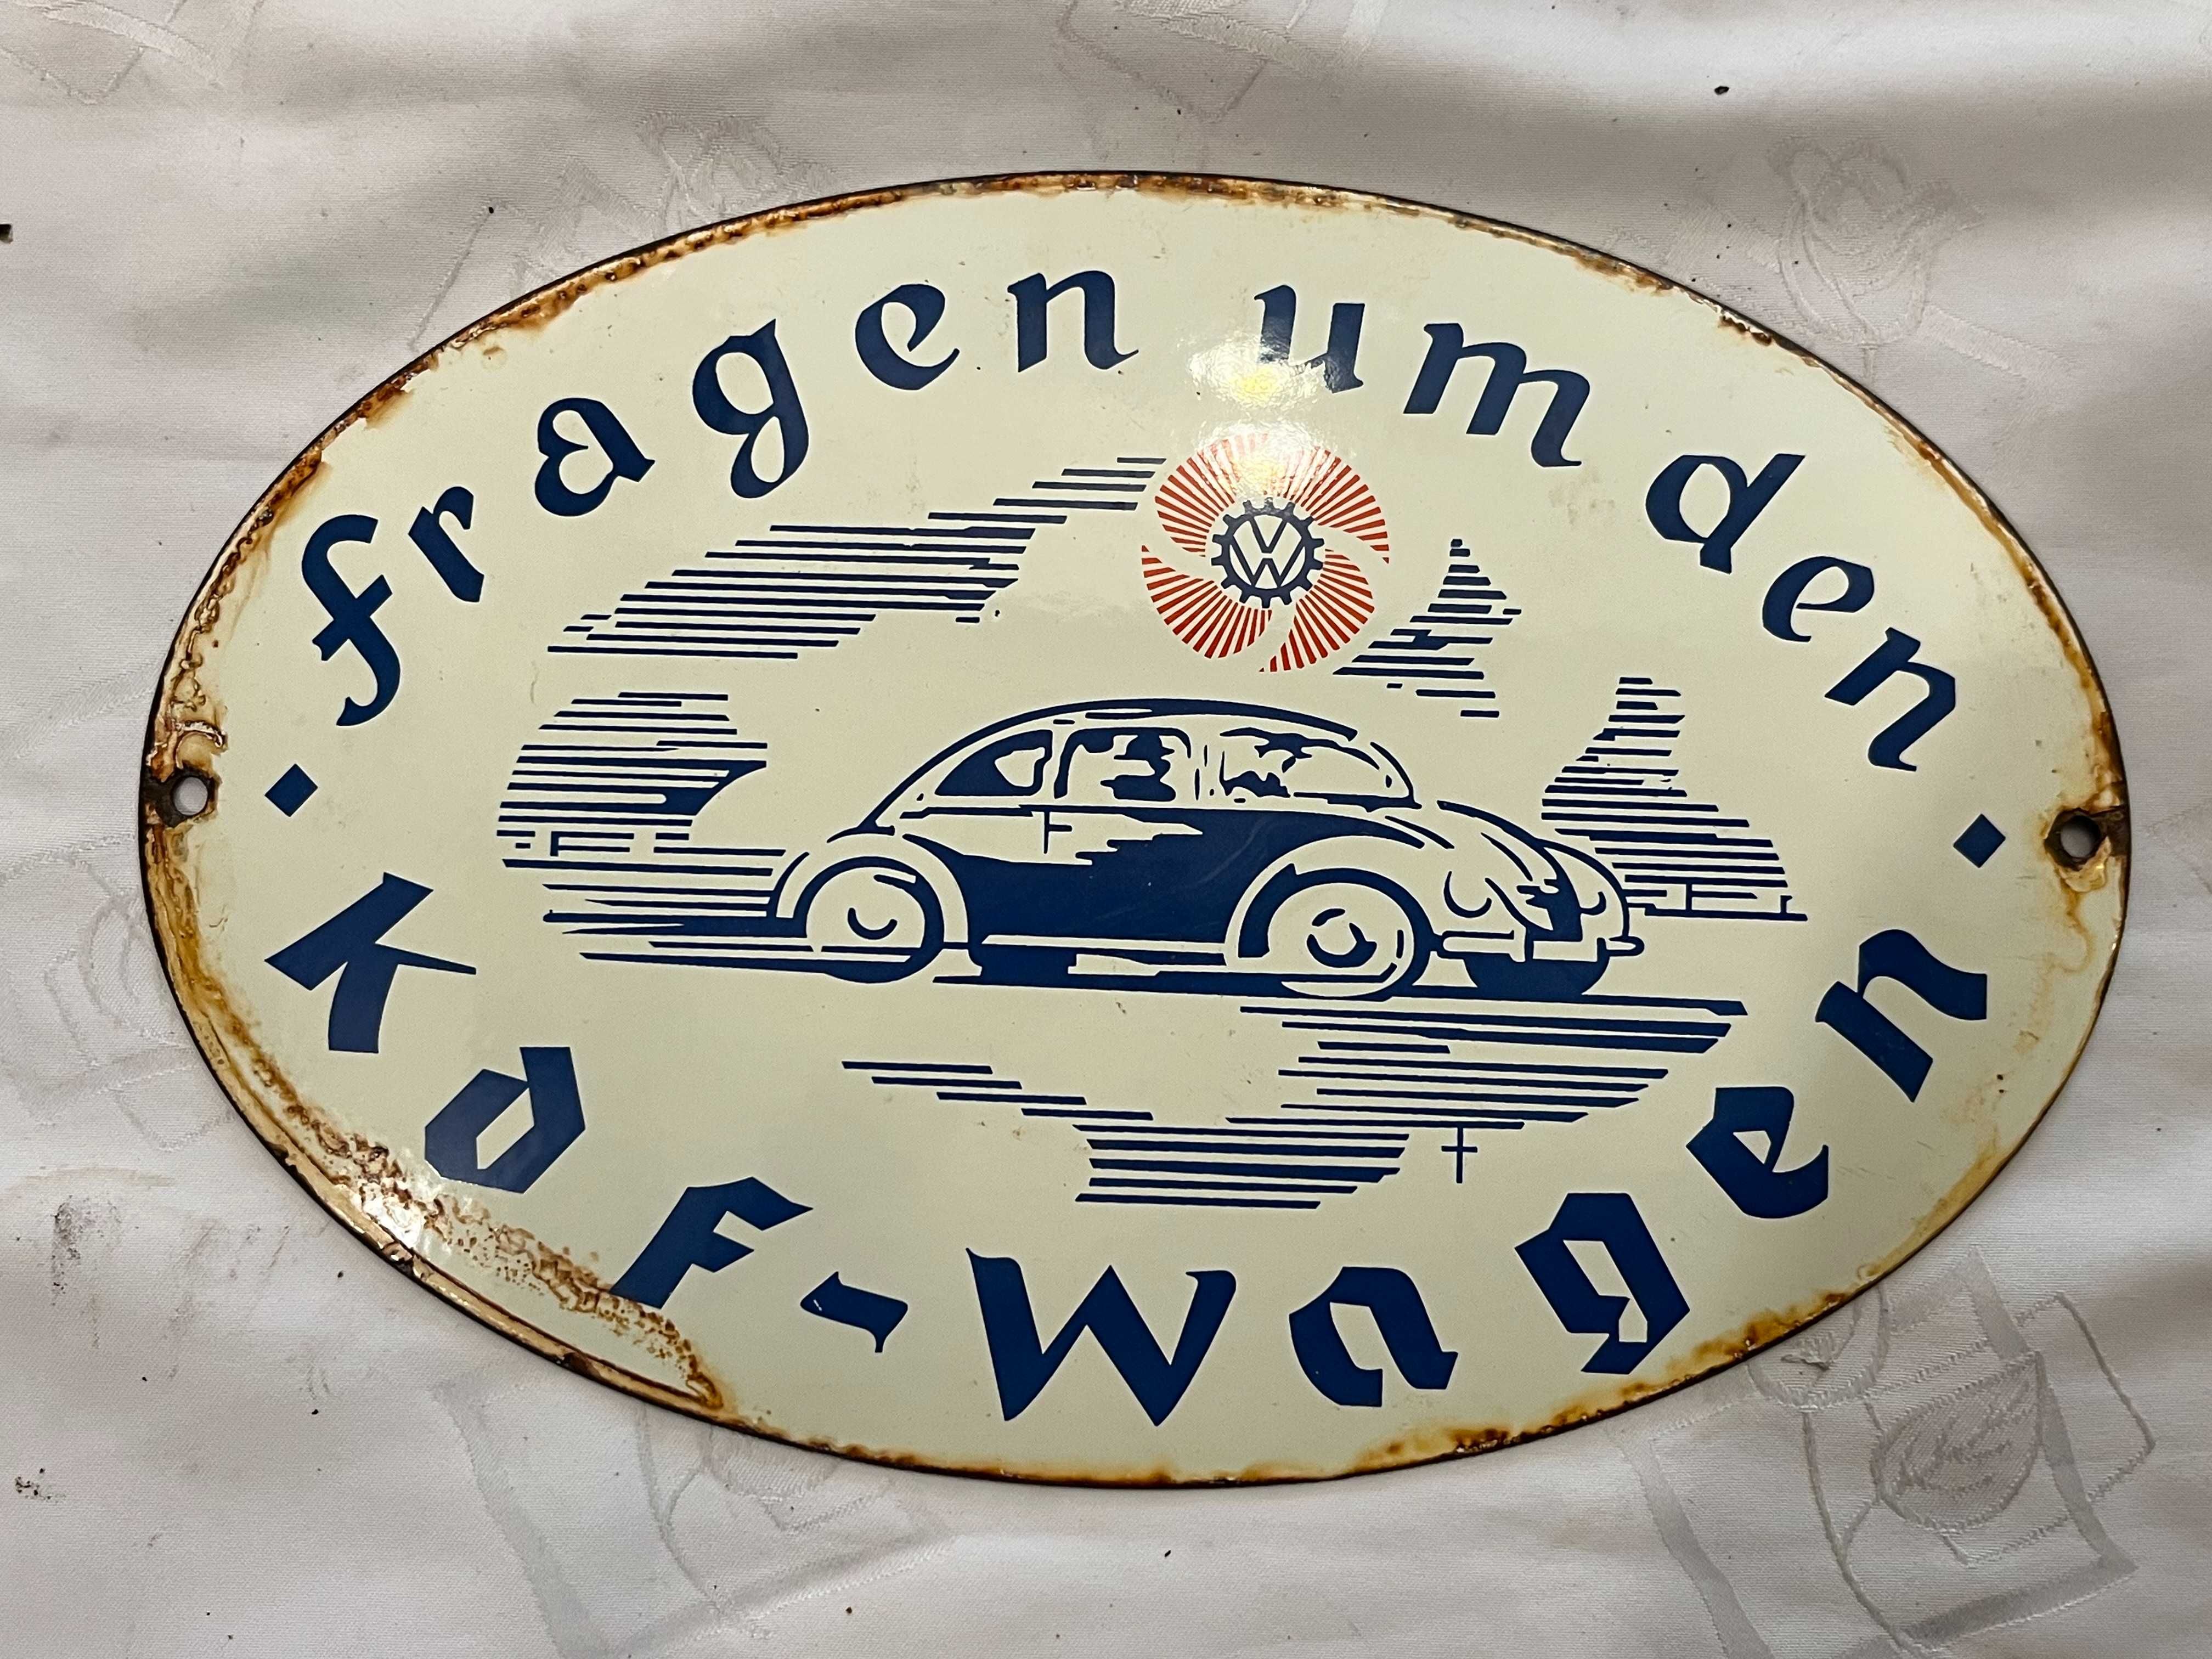 Fragen um den
KdF-Wagen
VW